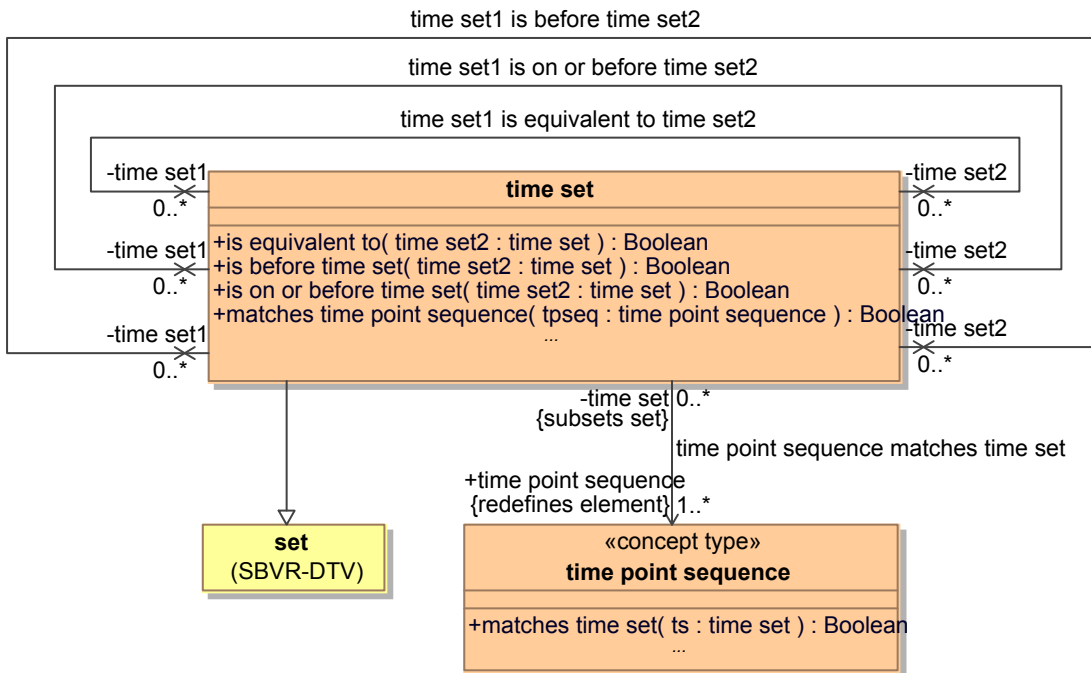 time set1 is before time set2
time set1 is on or before time set2
time set1 is equivalent to time set2
-time set1
0..*
-time set2
0..*
time set
+is equivalent to( time set2 : time set ) : Boolean
+is before time set( time set2 : time set ) : Boolean
+is on or before time set( time set2 : time set ) : Boolean
+matches time point sequence( tpseq : time point sequence ) : Boolean
...
-time set1
0..*
-time set2
0..*
-time set1
0..*
-time set2
0..*
-time set 0..*
{subsets set}
time point sequence matches time set
+time point sequence
{redefines element} 1..*
set
(SBVR-DTV)
«concept type»
time point sequence
+matches time set( ts : time set ) : Boolean
...